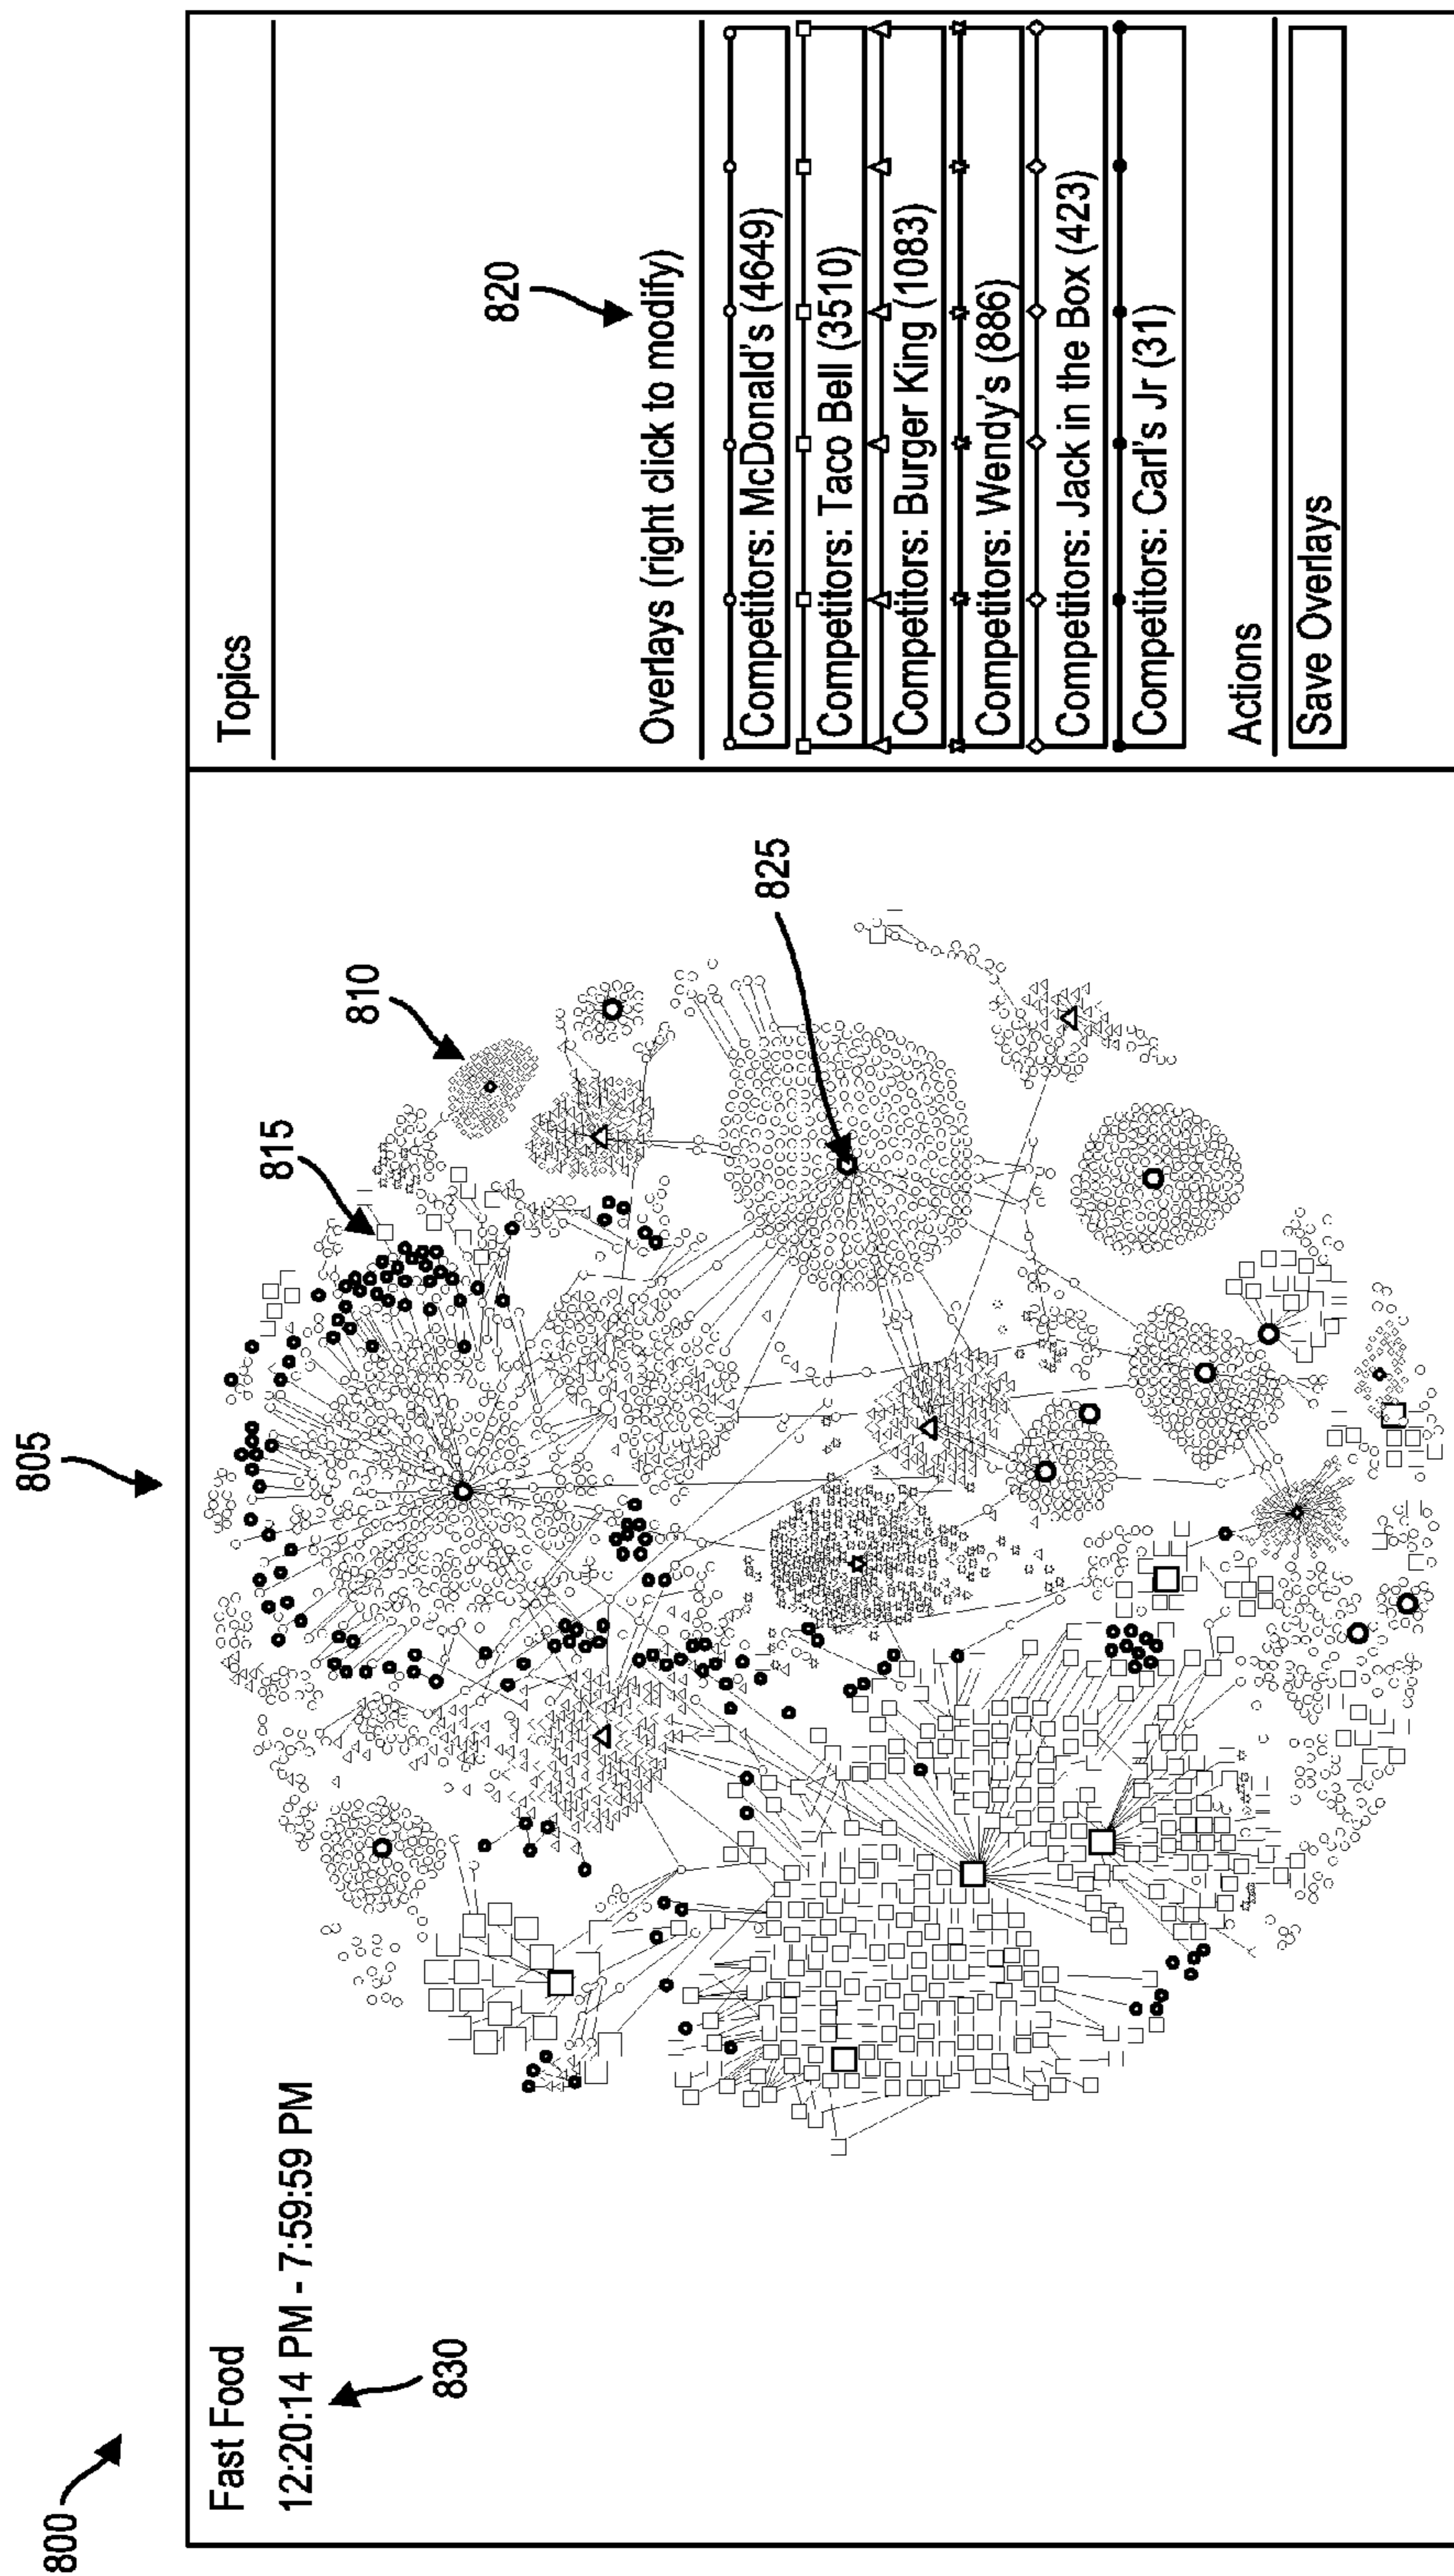 800
805
Fast Food
12:20:14 PM - 7:59:59 PM
830
815
810
825
Topics
820
Overlays (right click to modify)
Competitors: McDonald's (4649)
Competitors: Taco Bell (3510)
Competitors: Burger King (1083)
Competitors: Wendy's (886)
Competitors: Jack in the Box (423)
Competitors: Carl's Jr (31)
Actions
Save Overlays